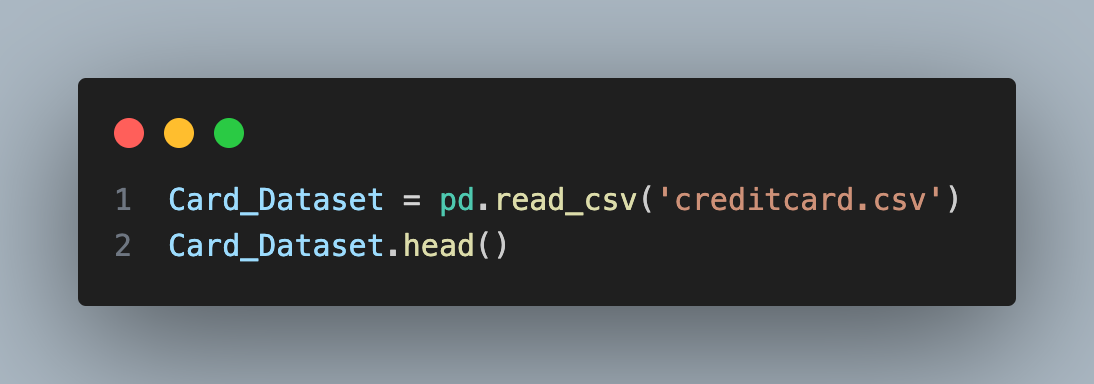 1 Card_Dataset = pd.read_csv('creditcard.csv')
2 Card_Dataset.head()